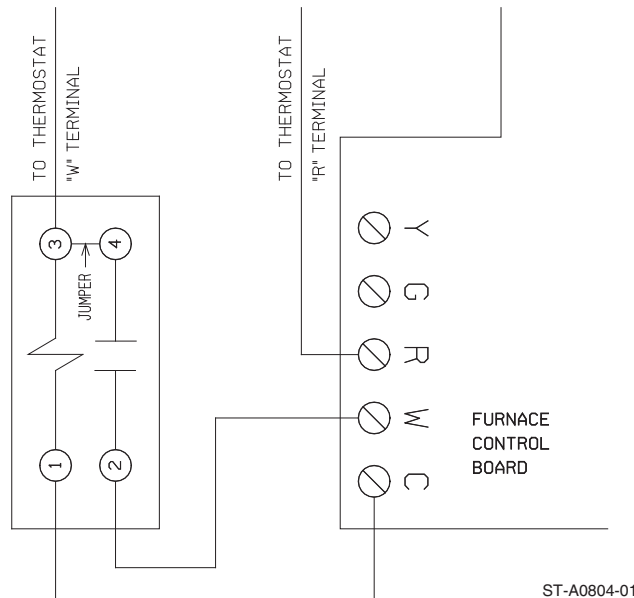 TO THERMOSTAT
"W" TERMINAL
TO THERMOSTAT
"R" TERMINAL
3
4
JUMPER
1
2
Y
G
R
W
C
FURNACE
CONTROL
BOARD
ST-A0804-01